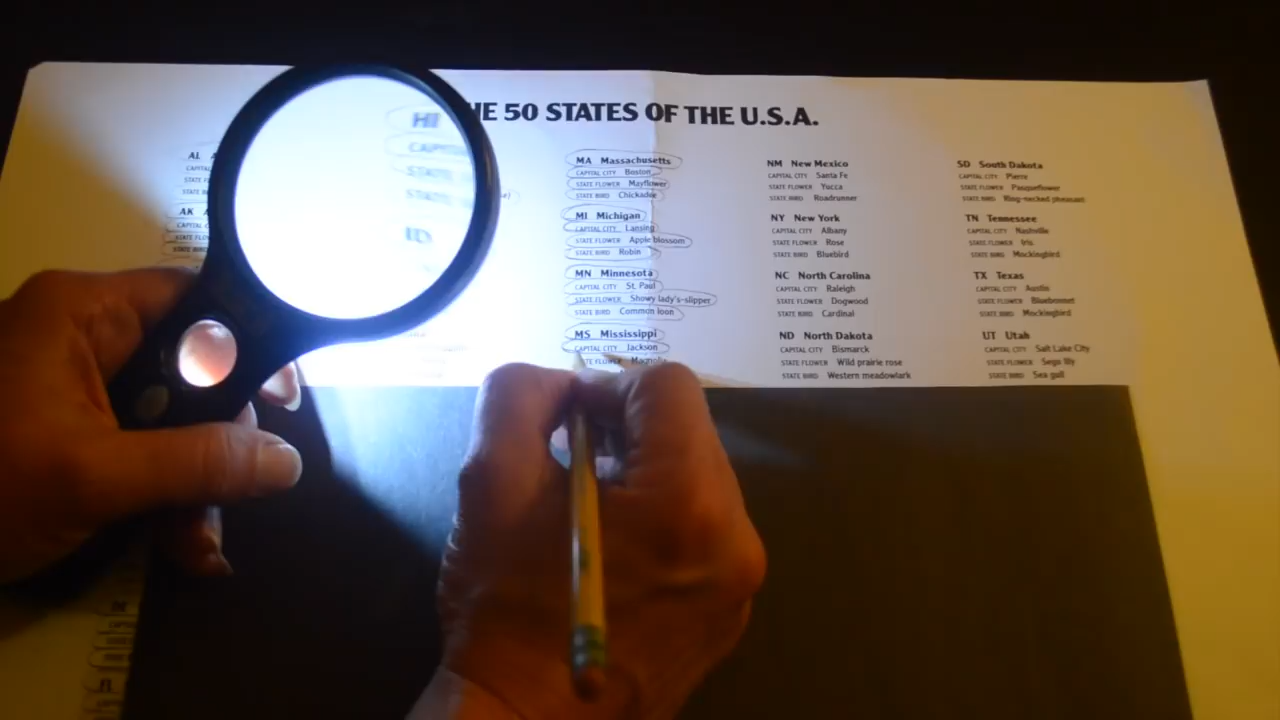 HE 50 STATES OF THE U.S.A.
AL
AK
HI
ID
MA Massachusetts
CAPITAL CITY Boston
STATE FLOWER Mayflower
STATE BIRD Chickadee
MI Michigan
CAPITAL CITY Lansing
STATE FLOWER Apple blossom
STATE BIRD Robin
MN Minnesota
CAPITAL CITY St. Paul
STATE FLOWER Showy lady's-slipper
STATE BIRD Common loon
MS Mississippi
CAPITAL CITY Jackson
STATE FLOWER Magnolia
NM New Mexico
CAPITAL CITY Santa Fe
STATE FLOWER Yucca
STATE BIRD Roadrunner
NY New York
CAPITAL CITY Albany
STATE FLOWER Rose
STATE BIRD Bluebird
NC North Carolina
CAPITAL CITY Raleigh
STATE FLOWER Dogwood
STATE BIRD Cardinal
ND North Dakota
CAPITAL CITY Bismarck
STATE FLOWER Wild prairie rose
STATE BIRD Western meadowlark
SD South Dakota
CAPITAL CITY Pierre
STATE FLOWER Pasqueflower
STATE BIRD Ring-necked pheasant
TN Tennessee
CAPITAL CITY Nashville
STATE FLOWER Iris
STATE BIRD Mockingbird
TX Texas
CAPITAL CITY Austin
STATE FLOWER Bluebonnet
STATE BIRD Mockingbird
UT Utah
CAPITAL CITY Salt Lake City
STATE FLOWER Sego lily
STATE BIRD Sea gull